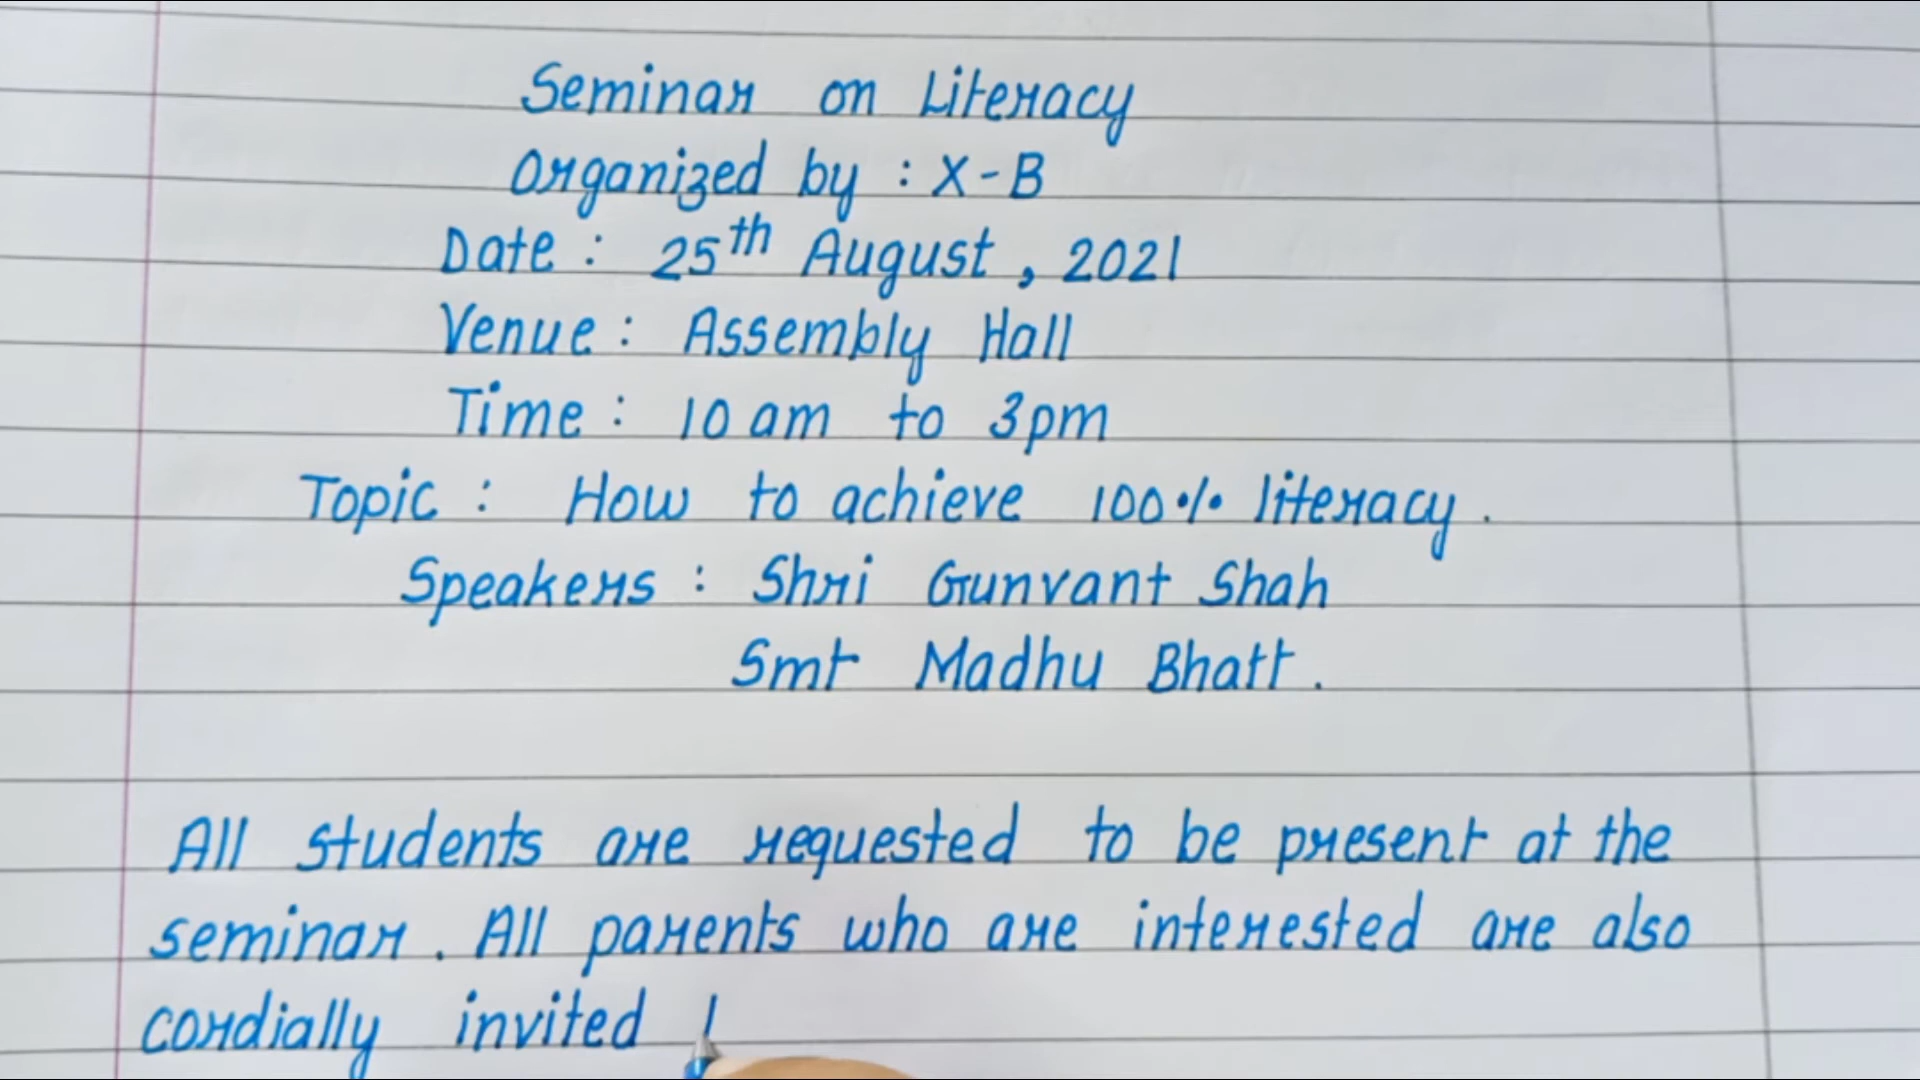 Seminar on Literacy
Organized by : X-B
Date : 25th August, 2021
Venue : Assembly Hall
Time : 10 am to 3pm
Topic : How to achieve 100% literacy.
Speakers : Shri Gunvant Shah
Smt Madhu Bhatt.
All students are requested to be present at the
seminar. All parents who are interested are also
cordially invited